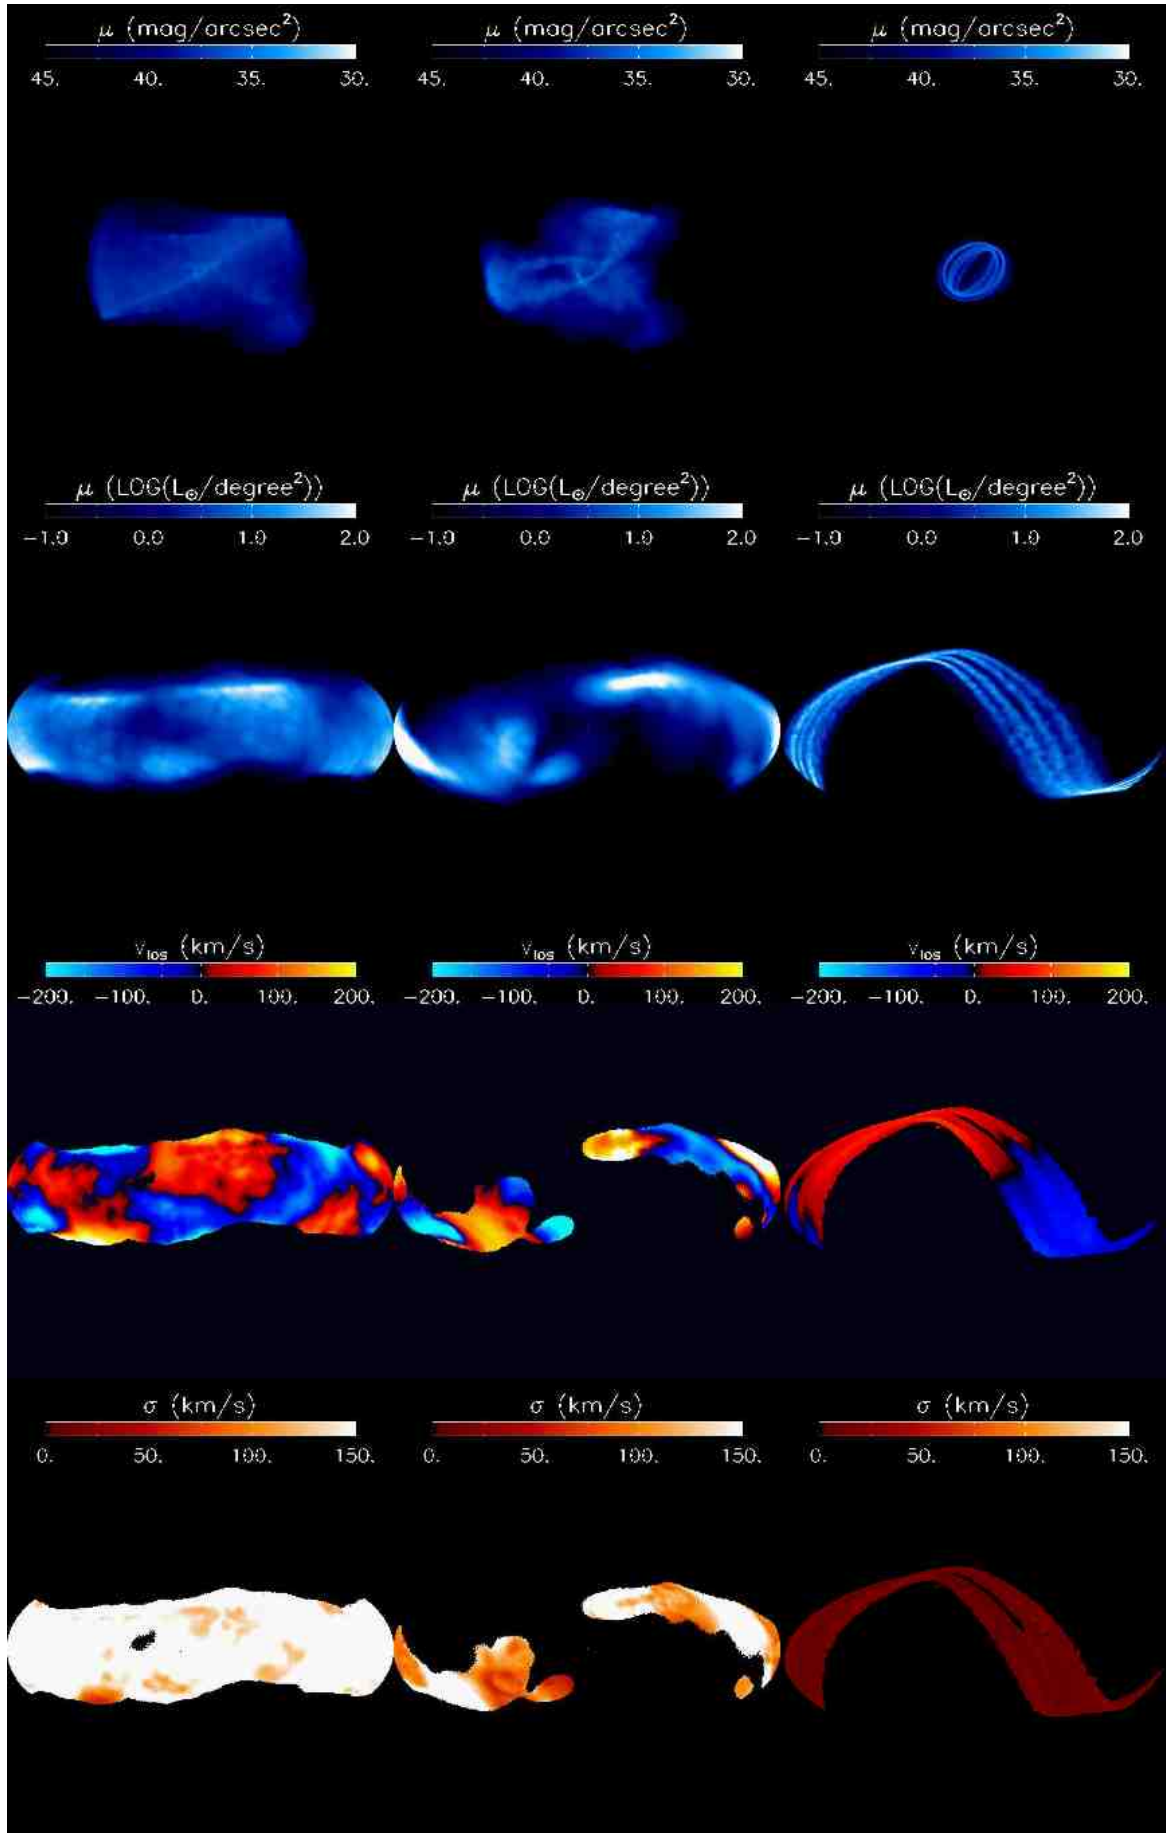 μ (mag/arcsec²) μ (mag/arcsec²) μ (mag/arcsec²)
45. 40. 35. 30. 45. 40. 35. 30. 45. 40. 35. 30.
μ (LOG(L⊙/degree²)) μ (LOG(L⊙/degree²)) μ (LOG(L⊙/degree²))
−1.0 0.0 1.0 2.0 −1.0 0.0 1.0 2.0 −1.0 0.0 1.0 2.0
v_los (km/s) v_los (km/s) v_los (km/s)
−200. −100. 0. 100. 200. −200. −100. 0. 100. 200. −200. −100. 0. 100. 200.
σ (km/s) σ (km/s) σ (km/s)
0. 50. 100. 150. 0. 50. 100. 150. 0. 50. 100. 150.